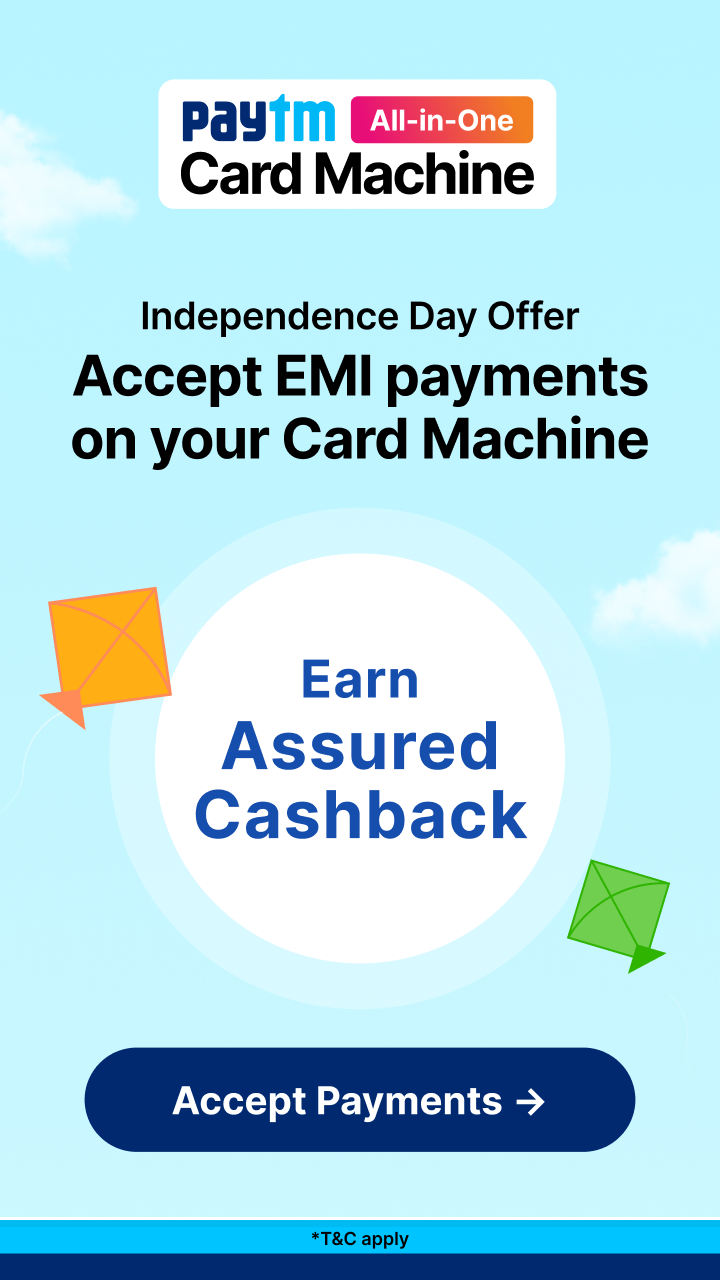 paytm All-in-One
Card Machine
Independence Day Offer
Accept EMI payments
on your Card Machine
Earn
Assured
Cashback
Accept Payments →
*T&C apply